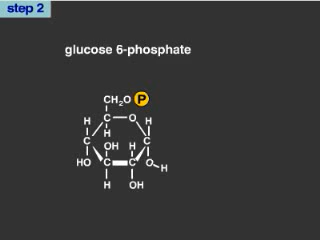 step 2
glucose 6-phosphate
CH2O P
H C O H
H
C OH H C
HO C C O H
H OH